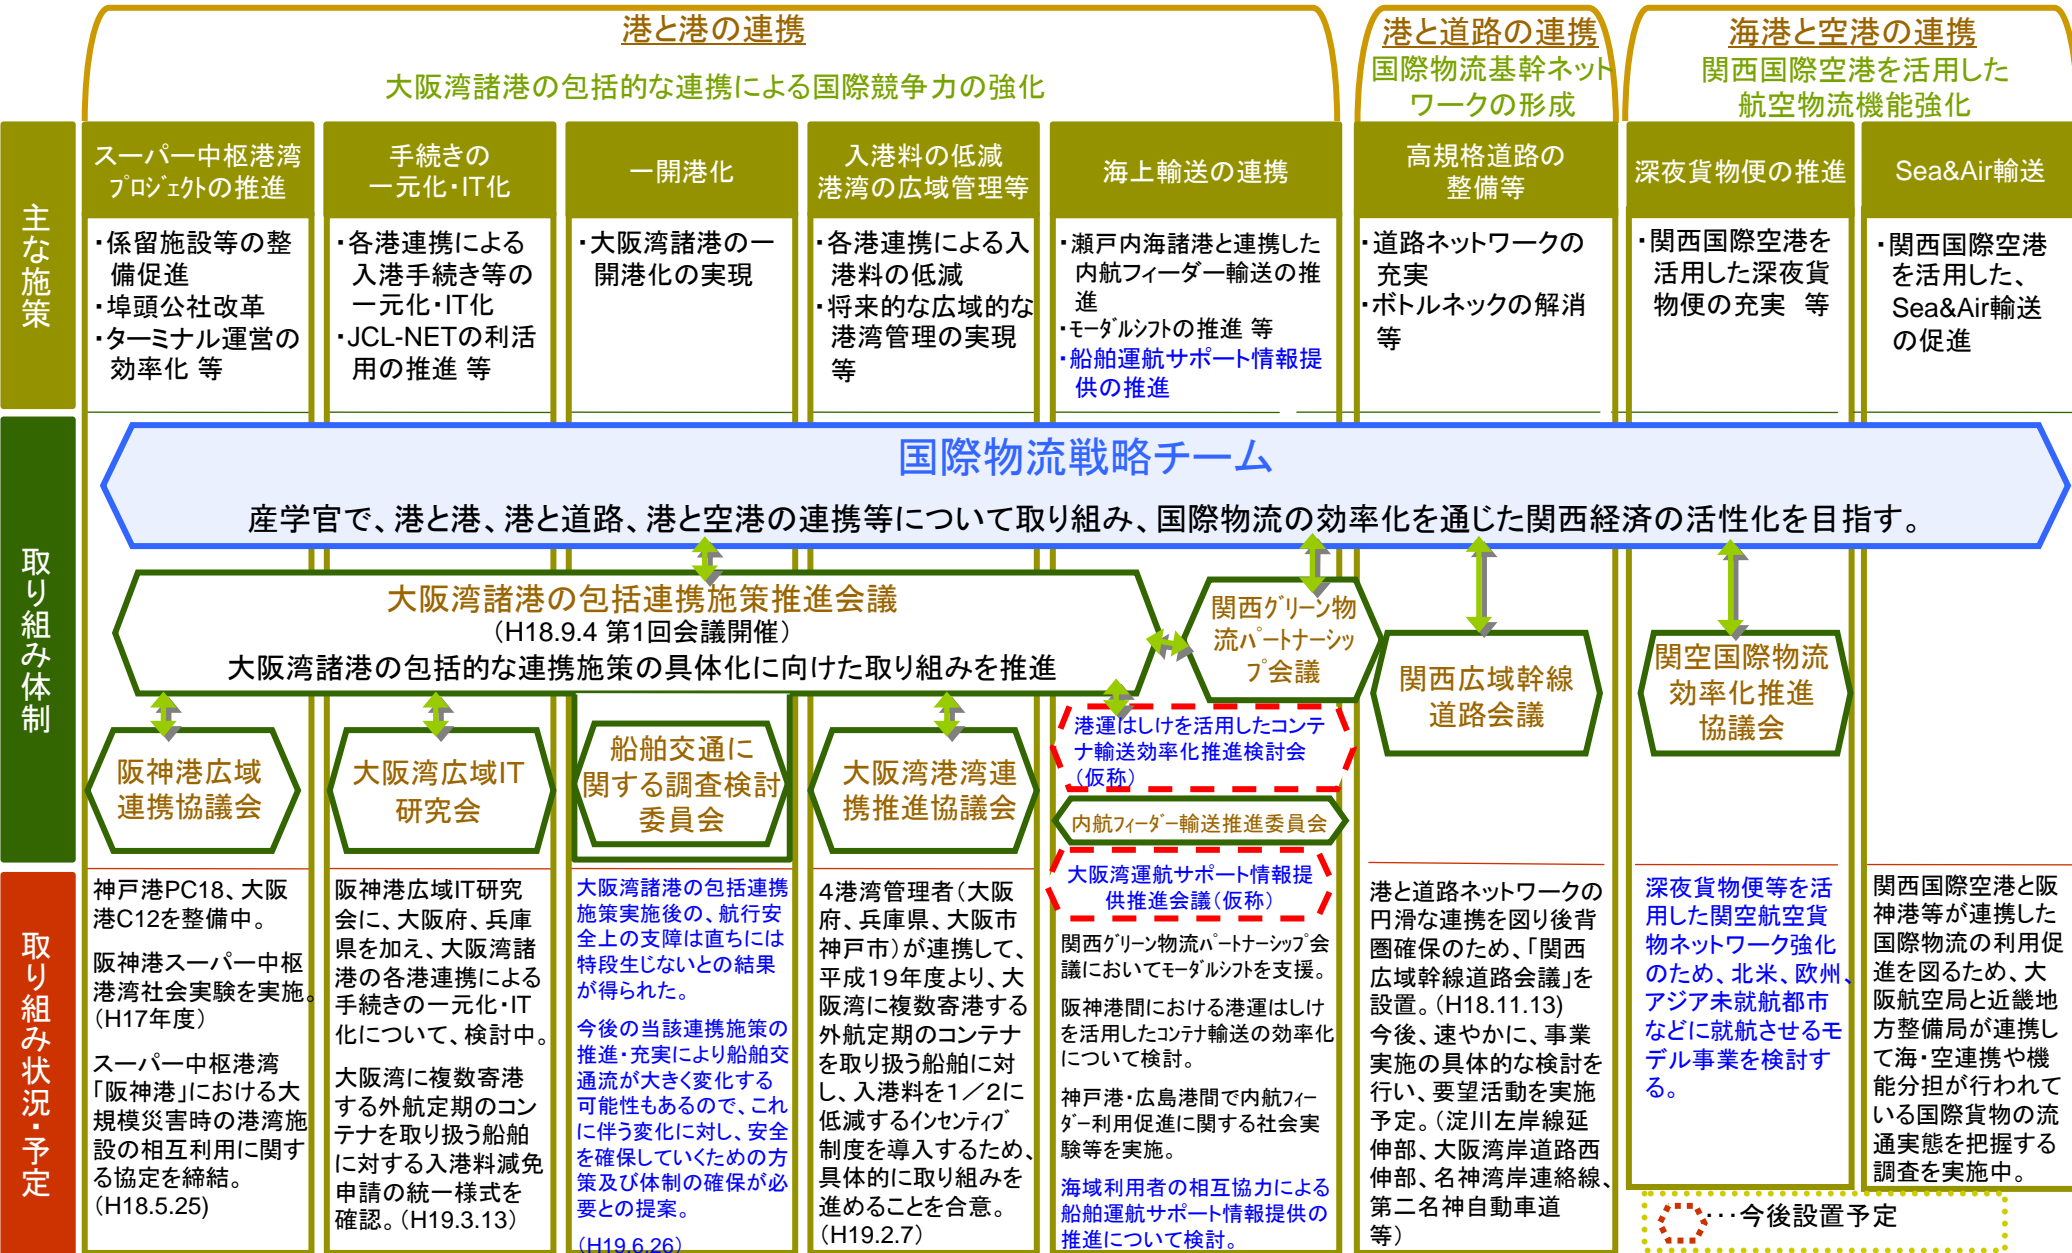 港と港の連携
大阪湾諸港の包括的な連携による国際競争力の強化
港と道路の連携
国際物流基幹ネット
ワークの形成
海港と空港の連携
関西国際空港を活用した
航空物流機能強化
主な施策
スーパー中枢港湾
プロジェクトの推進
手続きの
一元化・IT化
一開港化
入港料の低減
港湾の広域管理等
海上輸送の連携
高規格道路の
整備等
深夜貨物便の推進
Sea&Air輸送
・係留施設等の整
備促進
・埠頭公社改革
・ターミナル運営の
効率化 等
・各港連携による
入港手続き等の
一元化・IT化
・JCL-NETの利活
用の推進 等
・大阪湾諸港の一
開港化の実現
・各港連携による入
港料の低減
・将来的な広域的な
港湾管理の実現
等
・瀬戸内海諸港と連携した
内航フィーダー輸送の推
進
・モーダルシフトの推進 等
・船舶運航サポート情報提
供の推進
・道路ネットワークの
充実
・ボトルネックの解消
等
・関西国際空港を
活用した深夜貨
物便の充実 等
・関西国際空港
を活用した、
Sea&Air輸送
の促進
取り組み体制
国際物流戦略チーム
産学官で、港と港、港と道路、港と空港の連携等について取り組み、国際物流の効率化を通じた関西経済の活性化を目指す。
大阪湾諸港の包括連携施策推進会議
(H18.9.4 第1回会議開催)
大阪湾諸港の包括的な連携施策の具体化に向けた取り組みを推進
関西グリーン物
流パートナーシッ
プ会議
関西広域幹線
道路会議
関空国際物流
効率化推進
協議会
阪神港広域
連携協議会
大阪湾広域IT
研究会
船舶交通に
関する調査検討
委員会
大阪湾港湾連
携推進協議会
港運はしけを活用したコンテ
ナ輸送効率化推進検討会
(仮称)
内航フィーダー輸送推進委員会
大阪湾運航サポート情報提
供推進会議(仮称)
取り組み状況・予定
神戸港PC18、大阪
港C12を整備中。
阪神港スーパー中枢
港湾社会実験を実施。
(H17年度)
スーパー中枢港湾
「阪神港」における大
規模災害時の港湾施
設の相互利用に関す
る協定を締結。
(H18.5.25)
阪神港広域IT研究
会に、大阪府、兵庫
県を加え、大阪湾諸
港の各港連携による
手続きの一元化・IT
化について、検討中。
大阪湾に複数寄港
する外航定期のコン
テナを取り扱う船舶
に対する入港料減免
申請の統一様式を
確認。(H19.3.13)
大阪湾諸港の包括連携
施策実施後の、航行安
全上の支障は直ちには
特段生じないとの結果
が得られた。
今後の当該連携施策の
推進・充実により船舶交
通流が大きく変化する
可能性もあるので、これ
に伴う変化に対し、安全
を確保していくための方
策及び体制の確保が必
要との提案。
(H19.6.26)
4港湾管理者(大阪
府、兵庫県、大阪市
神戸市)が連携して、
平成19年度より、大
阪湾に複数寄港する
外航定期のコンテナ
を取り扱う船舶に対
し、入港料を1/2に
低減するインセンティブ
制度を導入するため、
具体的に取り組みを
進めることを合意。
(H19.2.7)
関西グリーン物流パートナーシップ会
議においてモーダルシフトを支援。
阪神港間における港運はしけ
を活用したコンテナ輸送の効率化
について検討。
神戸港・広島港間で内航フィー
ダー利用促進に関する社会実
験等を実施。
海域利用者の相互協力による
船舶運航サポート情報提供の
推進について検討。
港と道路ネットワークの
円滑な連携を図り後背
圏確保のため、「関西
広域幹線道路会議」を
設置。(H18.11.13)
今後、速やかに、事業
実施の具体的な検討を
行い、要望活動を実施
予定。(淀川左岸線延
伸部、大阪湾岸道路西
伸部、名神湾岸連絡線、
第二名神自動車道
等)
深夜貨物便等を活
用した関空航空貨
物ネットワーク強化
のため、北米、欧州、
アジア未就航都市
などに就航させるモ
デル事業を検討す
る。
関西国際空港と阪
神港等が連携した
国際物流の利用促
進を図るため、大
阪航空局と近畿地
方整備局が連携し
て海・空連携や機
能分担が行われて
いる国際貨物の流
通実態を把握する
調査を実施中。
・・・今後設置予定